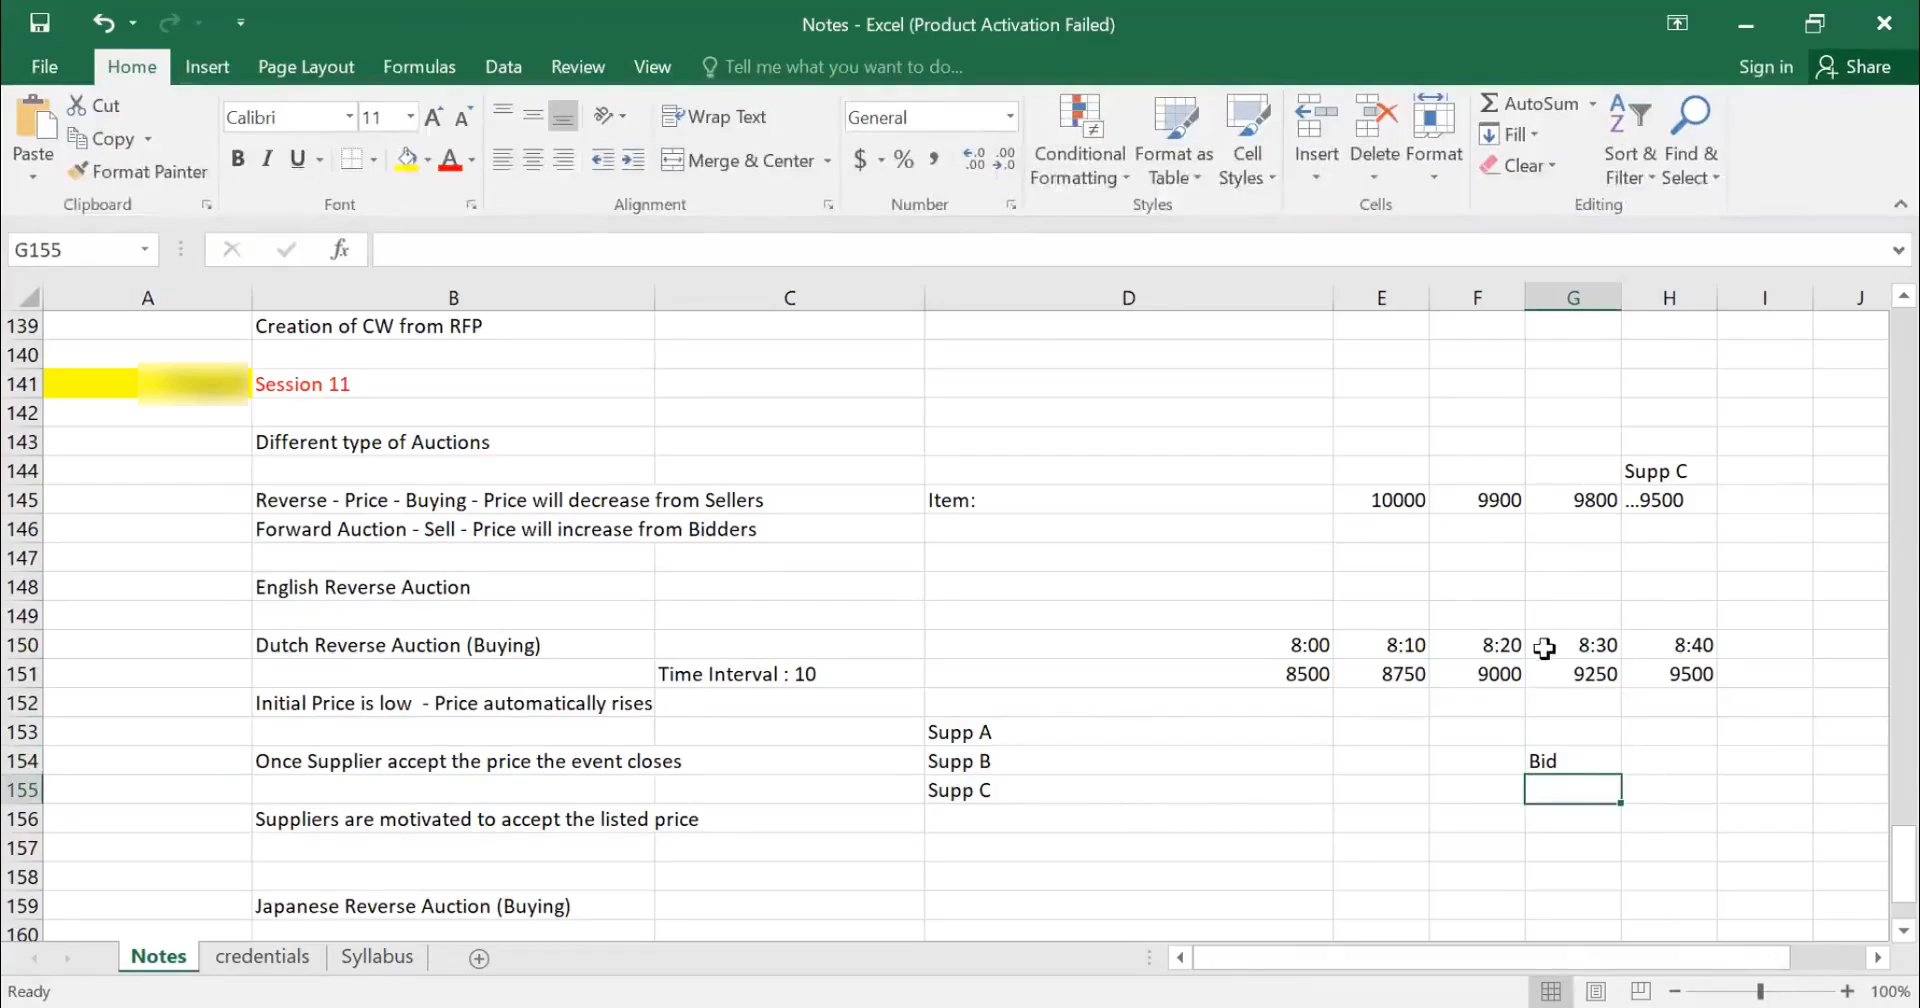 Notes - Excel (Product Activation Failed)
File Home Insert Page Layout Formulas Data Review View Tell me what you want to do... Sign in Share
Paste Cut Copy Format Painter Clipboard
Calibri 11 A A B I U A Font
Wrap Text Merge & Center Alignment
General $ % , .0 .00 .00 .0 Number
Conditional Formatting Format as Table Cell Styles Styles
Insert Delete Format Cells
AutoSum Fill Clear Sort & Filter Find & Select Editing
G155 fx
A B C D E F G H I J
139 Creation of CW from RFP
140
141 Session 11
142
143 Different type of Auctions
144 Supp C
145 Reverse - Price - Buying - Price will decrease from Sellers Item: 10000 9900 9800 ...9500
146 Forward Auction - Sell - Price will increase from Bidders
147
148 English Reverse Auction
149
150 Dutch Reverse Auction (Buying) 8:00 8:10 8:20 8:30 8:40
151 Time Interval : 10 8500 8750 9000 9250 9500
152 Initial Price is low - Price automatically rises
153 Supp A
154 Once Supplier accept the price the event closes Supp B Bid
155 Supp C
156 Suppliers are motivated to accept the listed price
157
158
159 Japanese Reverse Auction (Buying)
160
Notes credentials Syllabus
Ready 100%